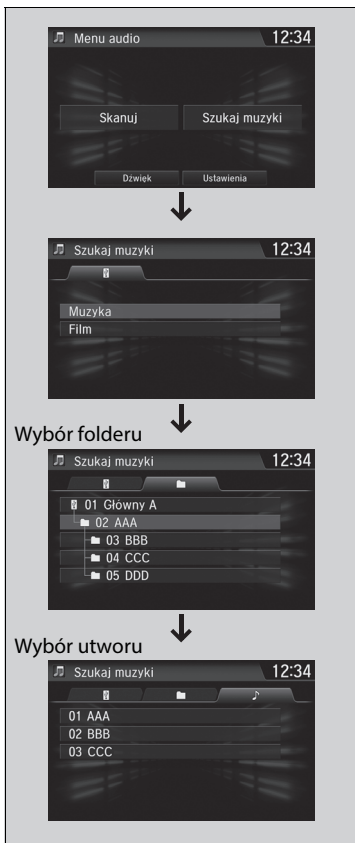 Menu audio 12:34
Skanuj Szukaj muzyki
Dźwięk Ustawienia
Szukaj muzyki 12:34
Muzyka
Film
Wybór folderu
Szukaj muzyki 12:34
01 Główny A
02 AAA
03 BBB
04 CCC
05 DDD
Wybór utworu
Szukaj muzyki 12:34
01 AAA
02 BBB
03 CCC